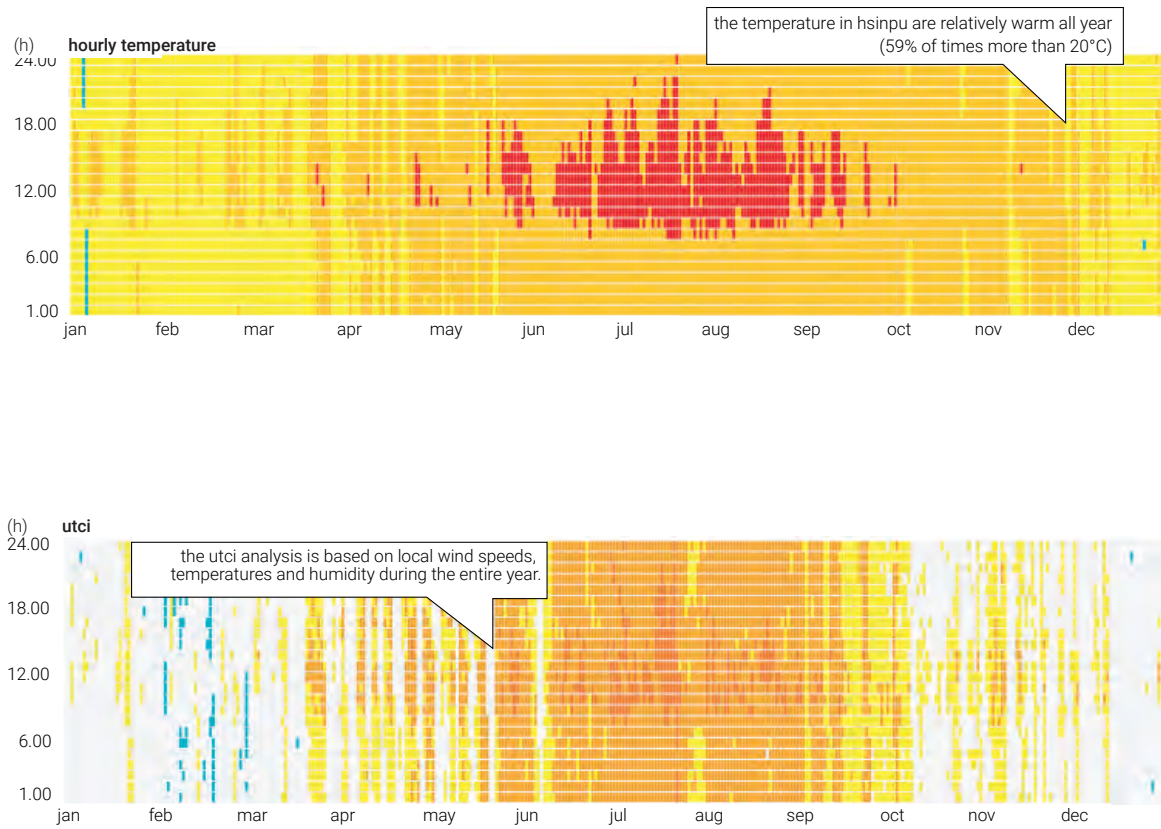 the temperature in hsinpu are relatively warm all year
(59% of times more than 20°C)
(h) hourly temperature
24.00
18.00
12.00
6.00
1.00
jan feb mar apr may jun jul aug sep oct nov dec
(h) utci
24.00
the utci analysis is based on local wind speeds,
temperatures and humidity during the entire year.
18.00
12.00
6.00
1.00
jan feb mar apr may jun jul aug sep oct nov dec